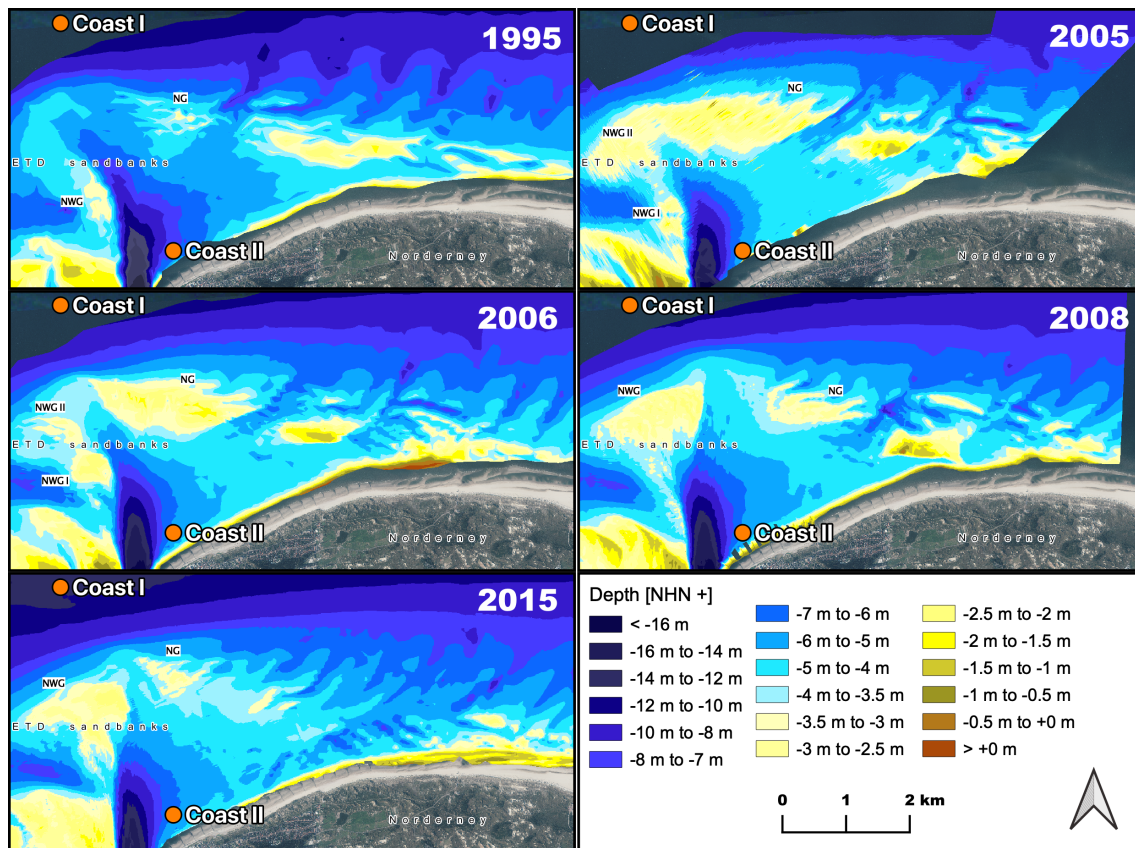 Coast I
1995
NG
ETD sandbanks
NWG
Coast II
Norderney
Coast I
2005
NG
NWG II
ETD sandbanks
NWG I
Coast II
Norderney
Coast I
2006
NG
NWG II
ETD sandbanks
NWG I
Coast II
Norderney
Coast I
2008
NWG
NG
ETD sandbanks
Coast II
Norderney
Coast I
2015
NG
NWG
ETD sandbanks
Coast II
Norderney
Depth [NHN +]
< -16 m
-16 m to -14 m
-14 m to -12 m
-12 m to -10 m
-10 m to -8 m
-8 m to -7 m
-7 m to -6 m
-6 m to -5 m
-5 m to -4 m
-4 m to -3.5 m
-3.5 m to -3 m
-3 m to -2.5 m
-2.5 m to -2 m
-2 m to -1.5 m
-1.5 m to -1 m
-1 m to -0.5 m
-0.5 m to +0 m
> +0 m
0 1 2 km